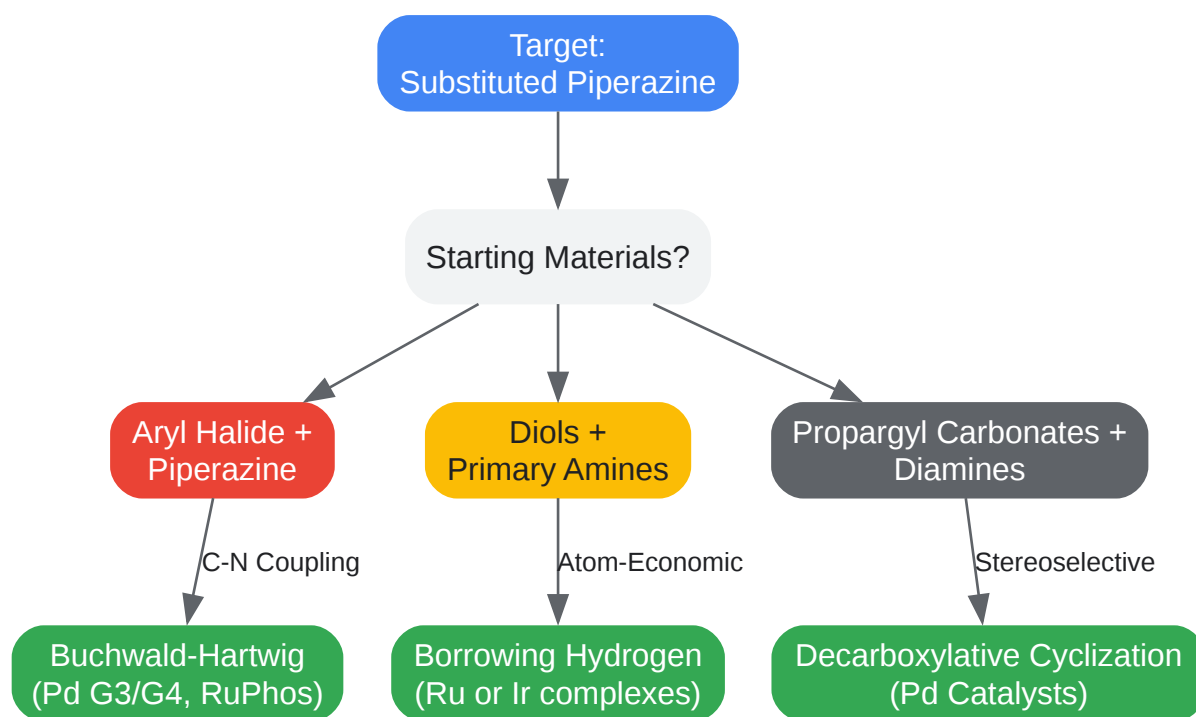 Target:
Substituted Piperazine
Starting Materials?
Aryl Halide +
Piperazine
Diols +
Primary Amines
Propargyl Carbonates +
Diamines
C-N Coupling
Atom-Economic
Stereoselective
Buchwald-Hartwig
(Pd G3/G4, RuPhos)
Borrowing Hydrogen
(Ru or Ir complexes)
Decarboxylative Cyclization
(Pd Catalysts)